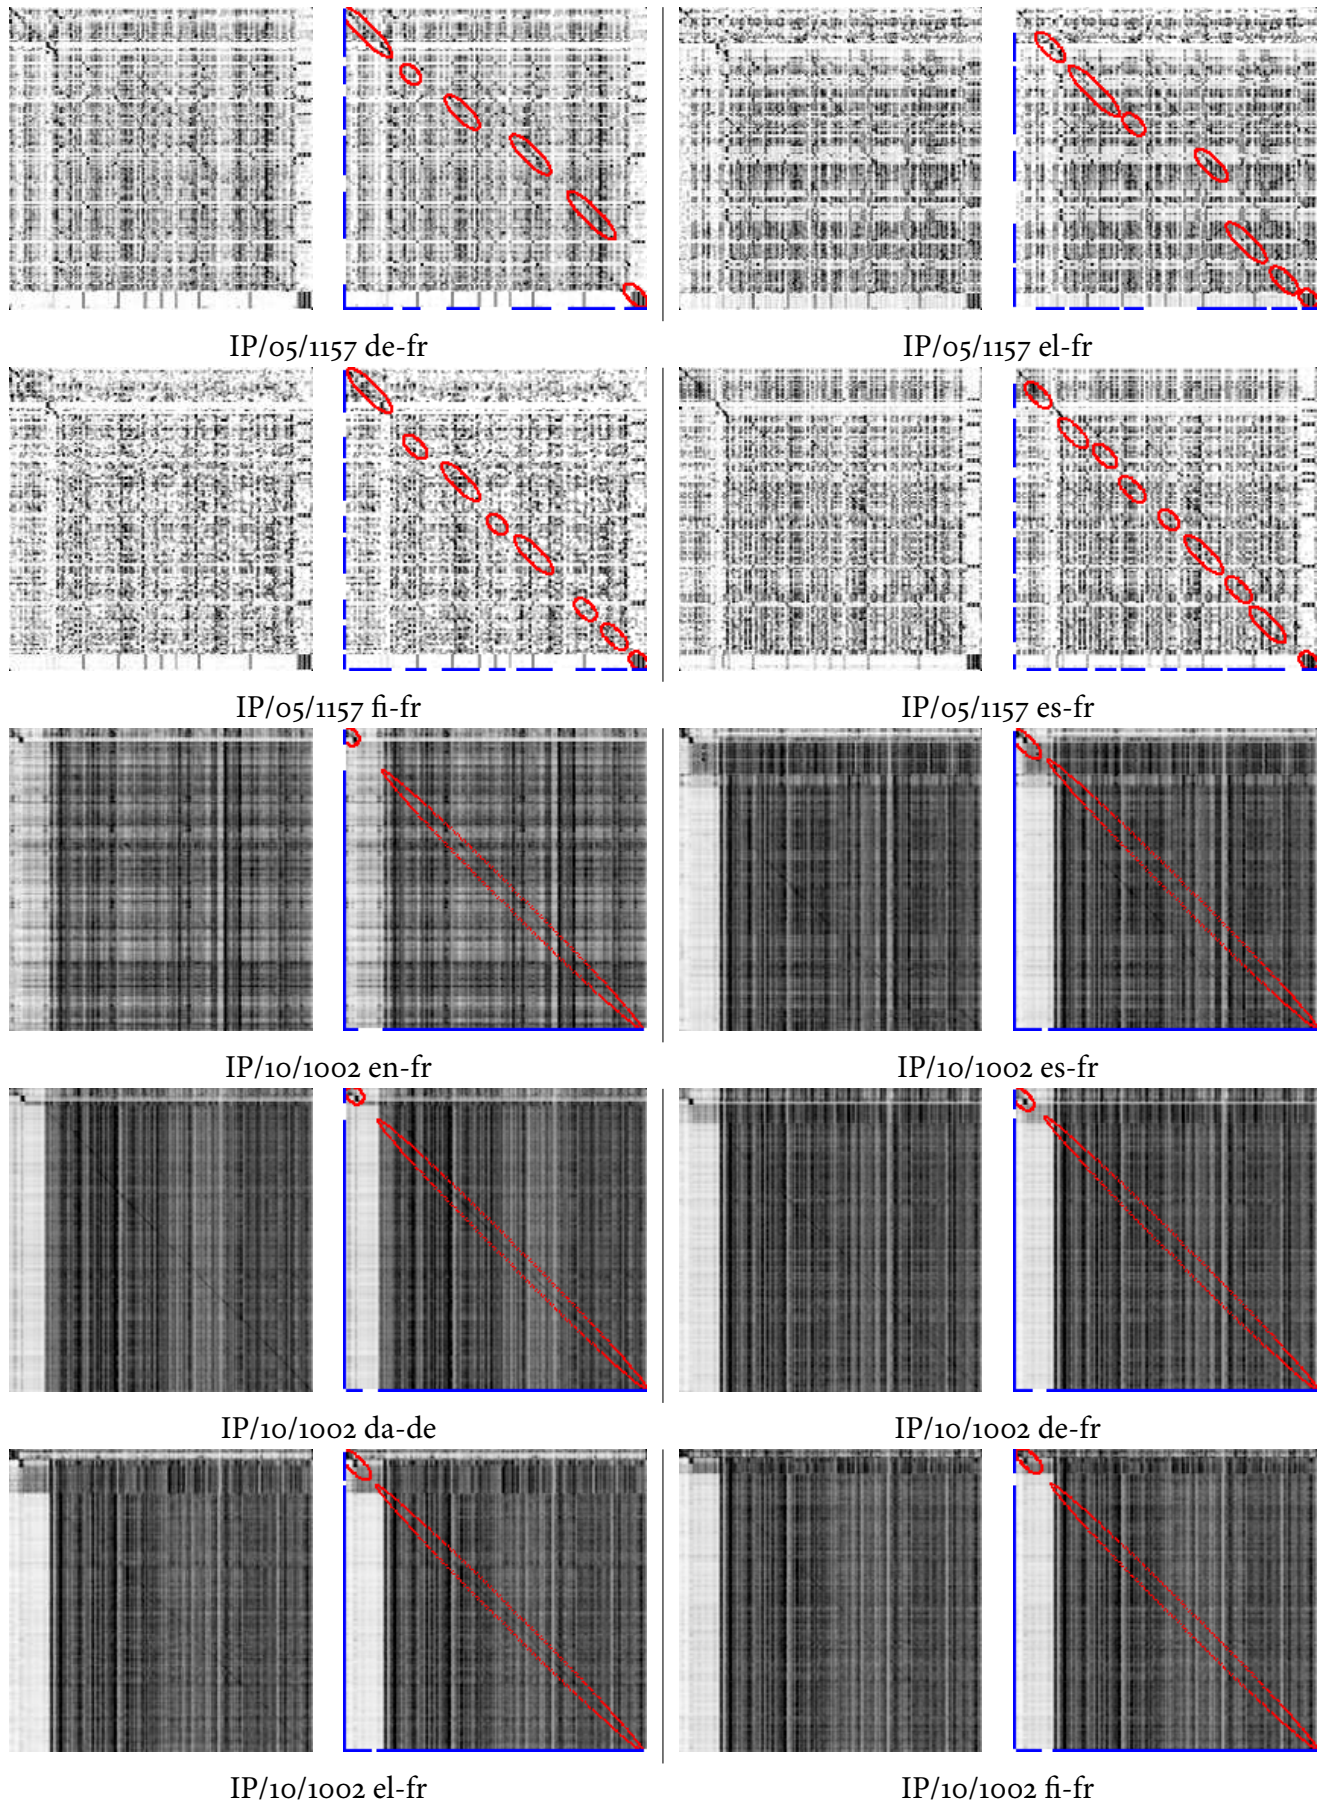 IP/05/1157 de-fr
IP/05/1157 el-fr
IP/05/1157 fi-fr
IP/05/1157 es-fr
IP/10/1002 en-fr
IP/10/1002 es-fr
IP/10/1002 da-de
IP/10/1002 de-fr
IP/10/1002 el-fr
IP/10/1002 fi-fr